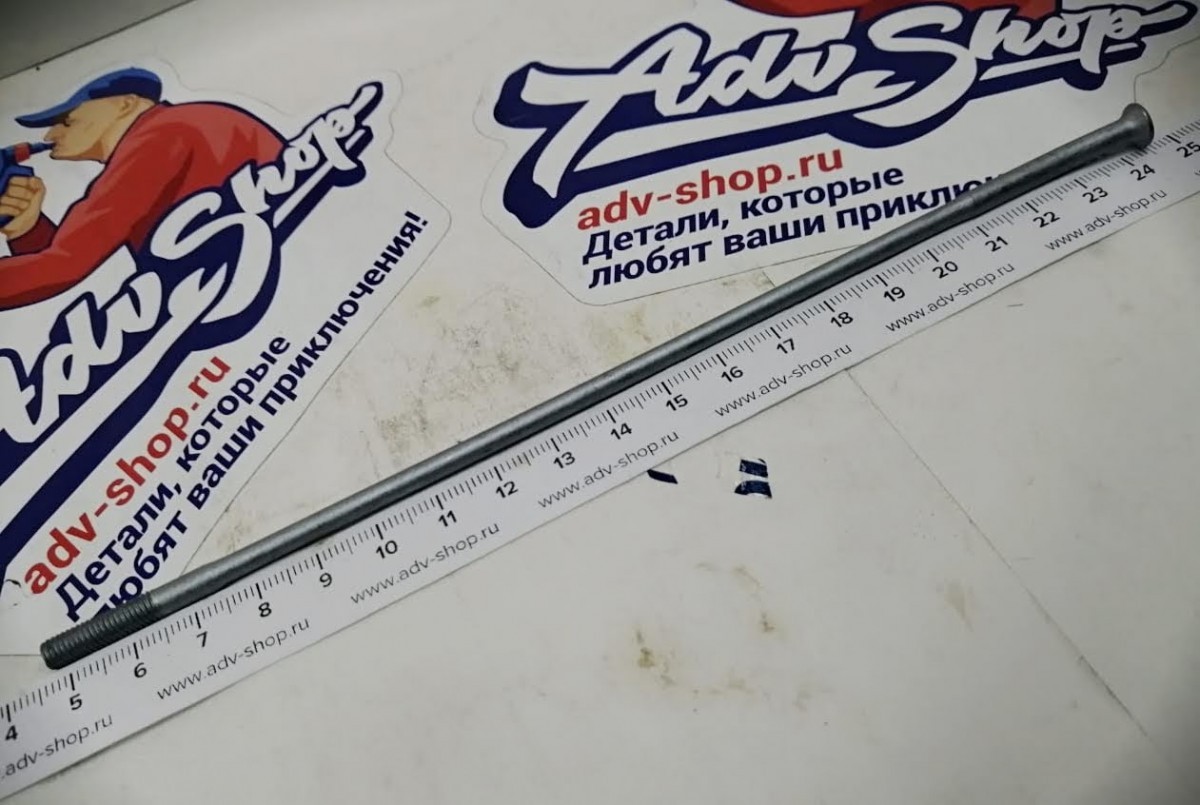 Adv Shop
adv-shop.ru
Детали, которые
любят ваши приклю
Adv Shop
adv-shop.ru
Детали, которые
любят ваши приключения!
4 5 6 7 8 9 10 11 12 13 14 15 16 17 18 19 20 21 22 23 24 25
.adv-shop.ru www.adv-shop.ru www.adv-shop.ru www.adv-shop.ru www.adv-shop.ru www.adv-shop.ru www.adv-shop.ru